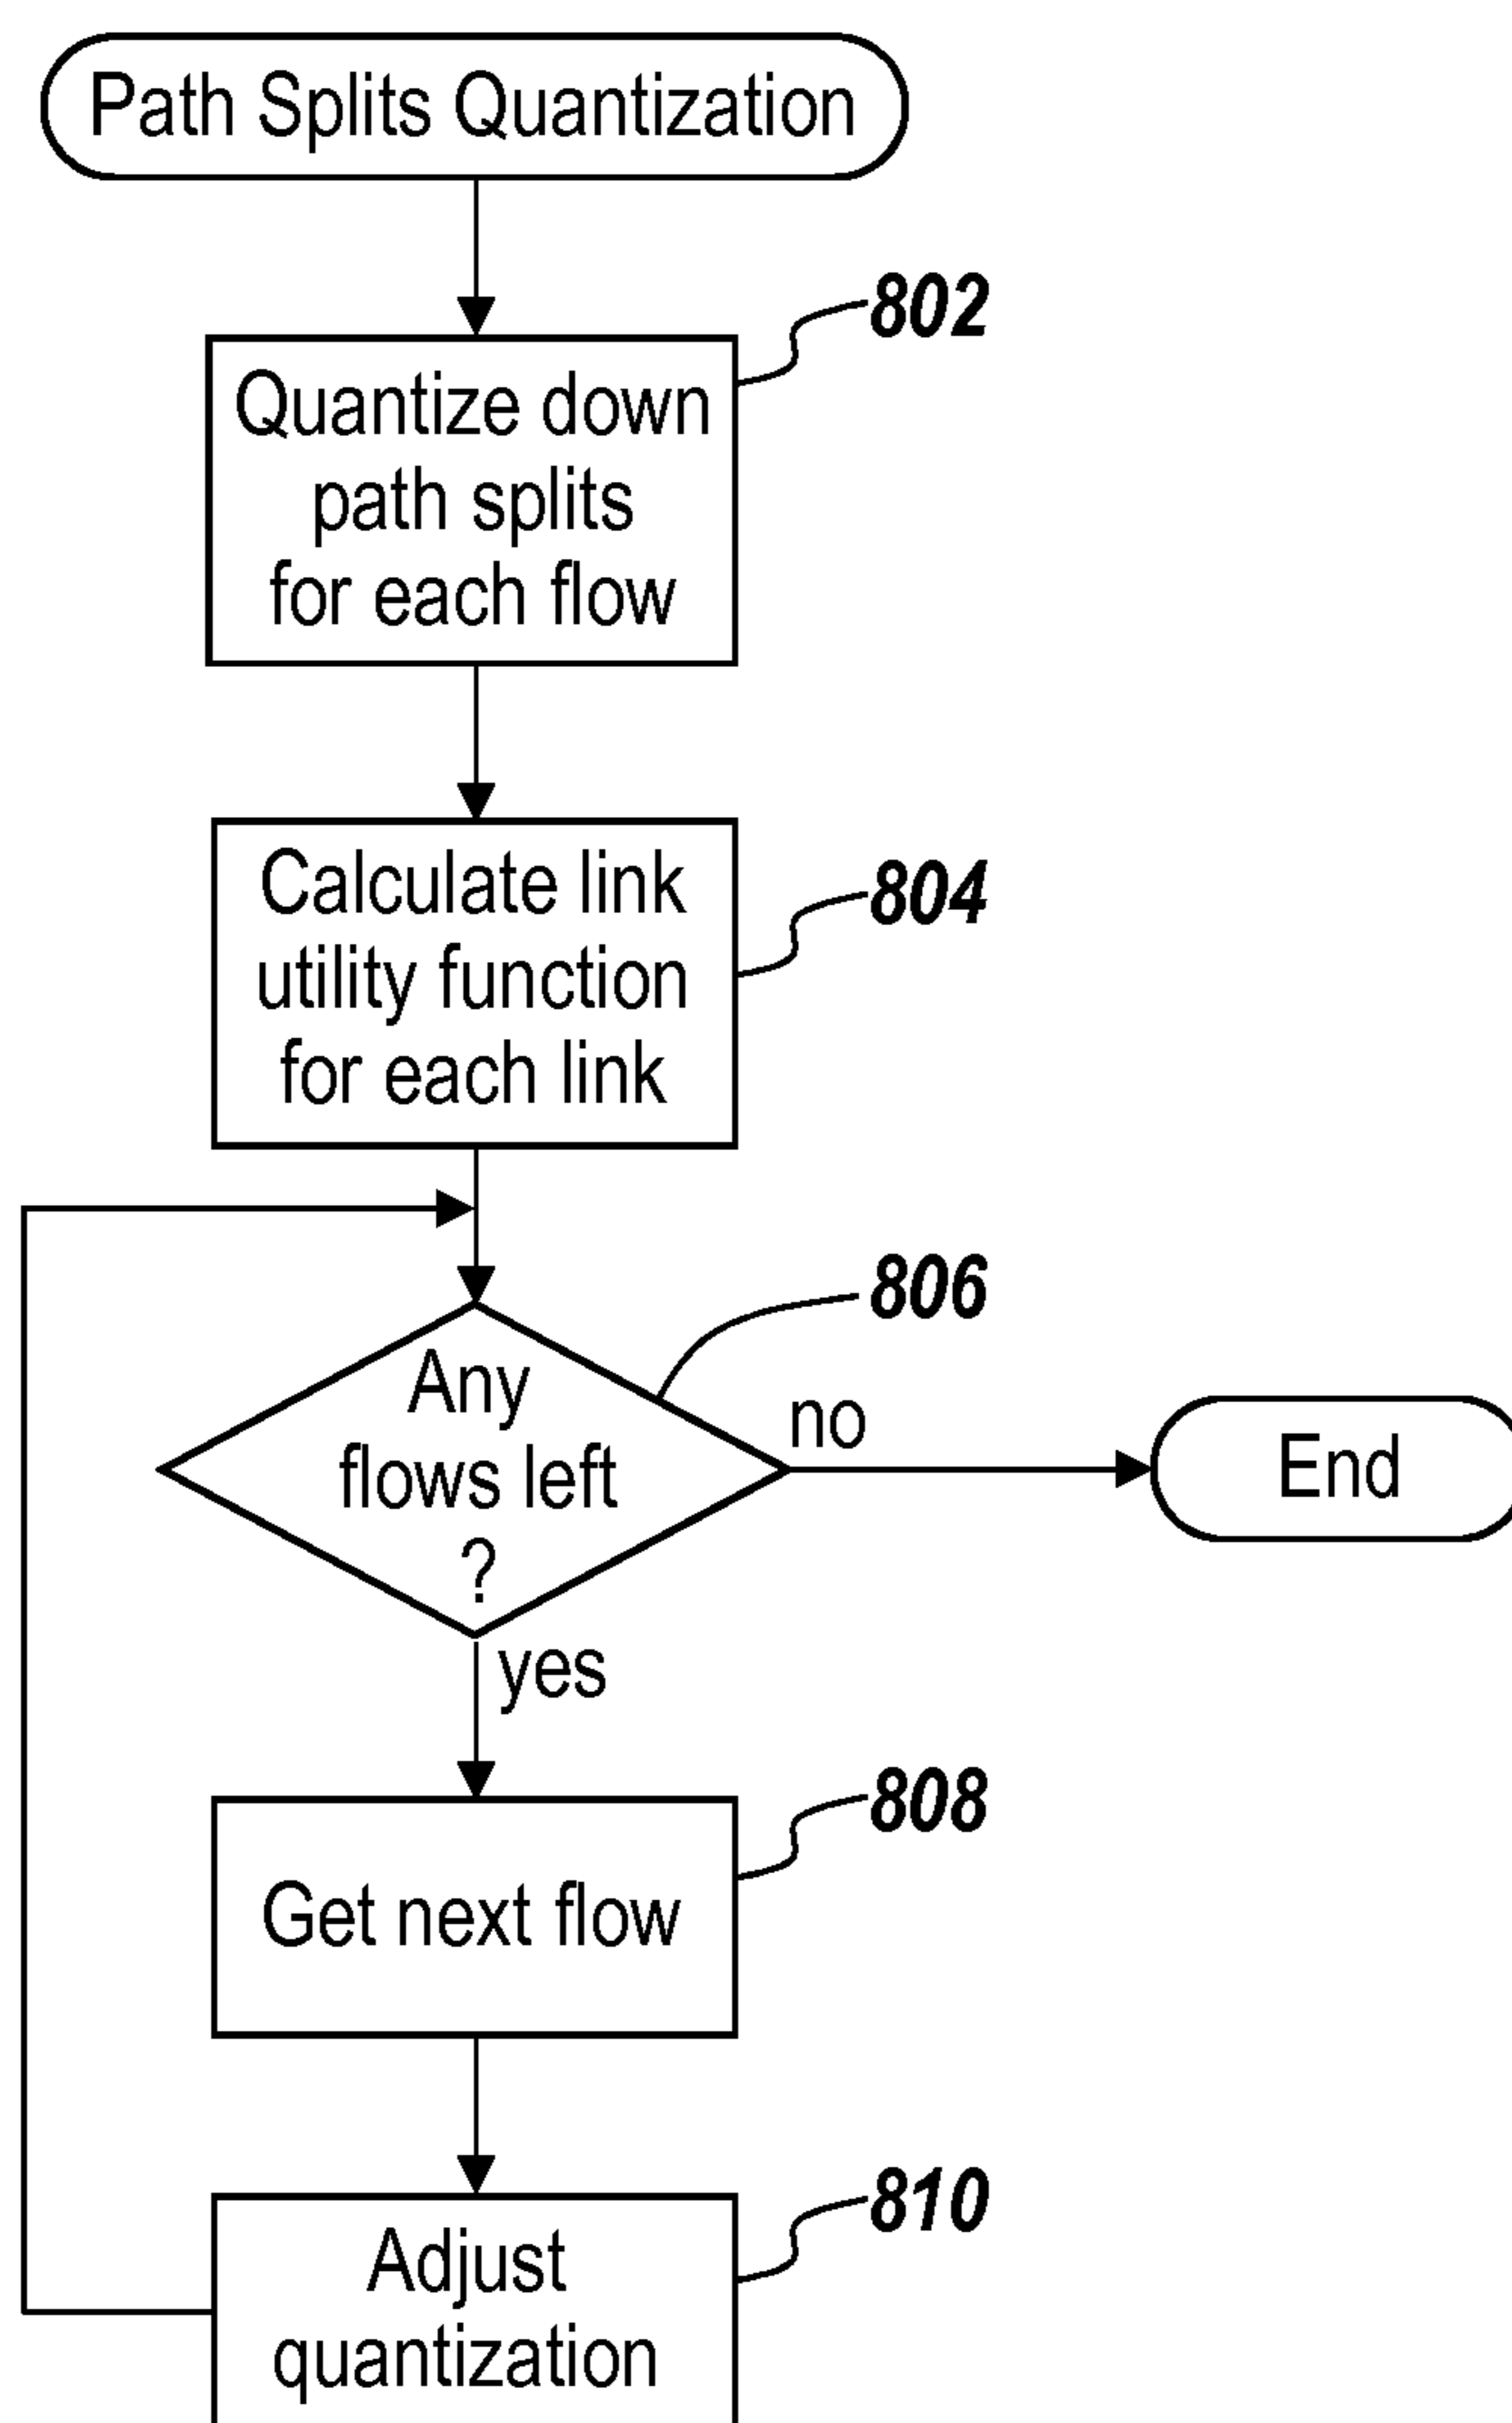 Path Splits Quantization
802
Quantize down
path splits
for each flow
804
Calculate link
utility function
for each link
806
Any
flows left
?
no
End
yes
808
Get next flow
810
Adjust
quantization